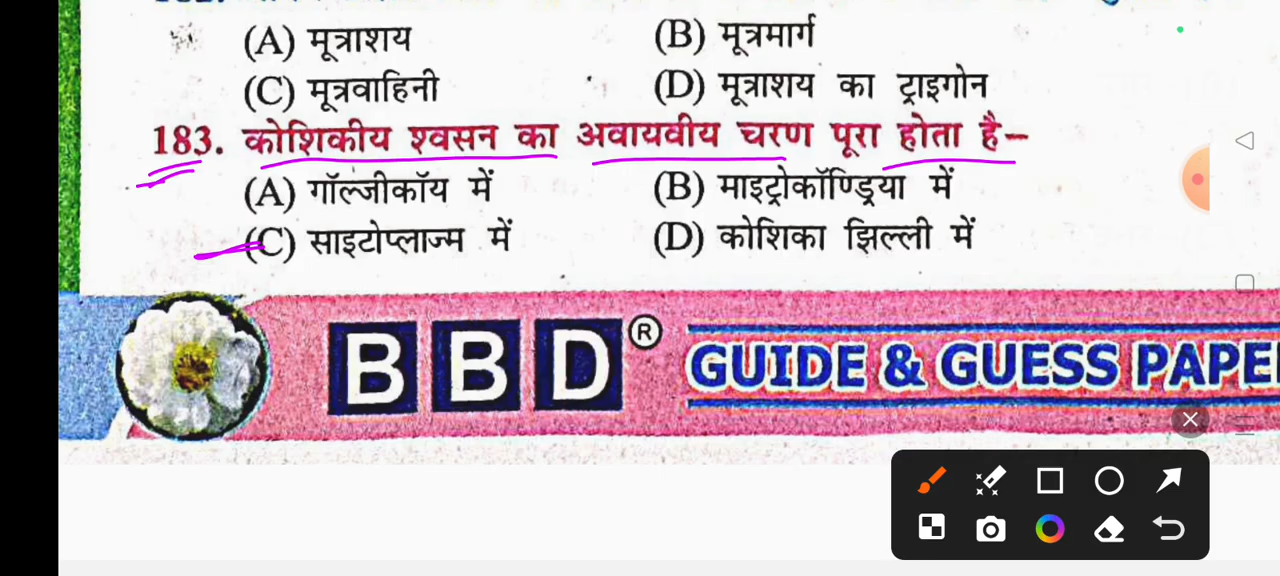 (A) मूत्राशय (B) मूत्रमार्ग
(C) मूत्रवाहिनी (D) मूत्राशय का ट्राइगोन
183. कोशिकीय श्वसन का अवायवीय चरण पूरा होता है–
(A) गॉल्जीकॉय में (B) माइट्रोकॉण्ड्रिया में
(C) साइटोप्लाज्म में (D) कोशिका झिल्ली में
BBD® GUIDE & GUESS PAPE